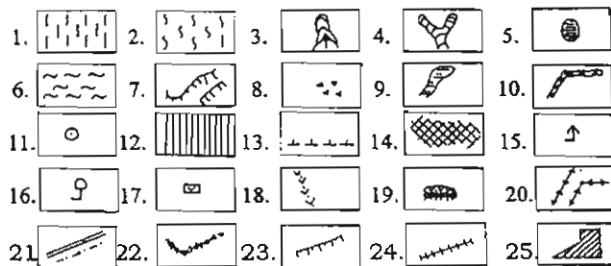 1. 2. 3. 4. 5.
6. 7. 8. 9. 10.
11. 12. 13. 14. 15.
16. 17. 18. 19. 20.
21. 22. 23. 24. 25.